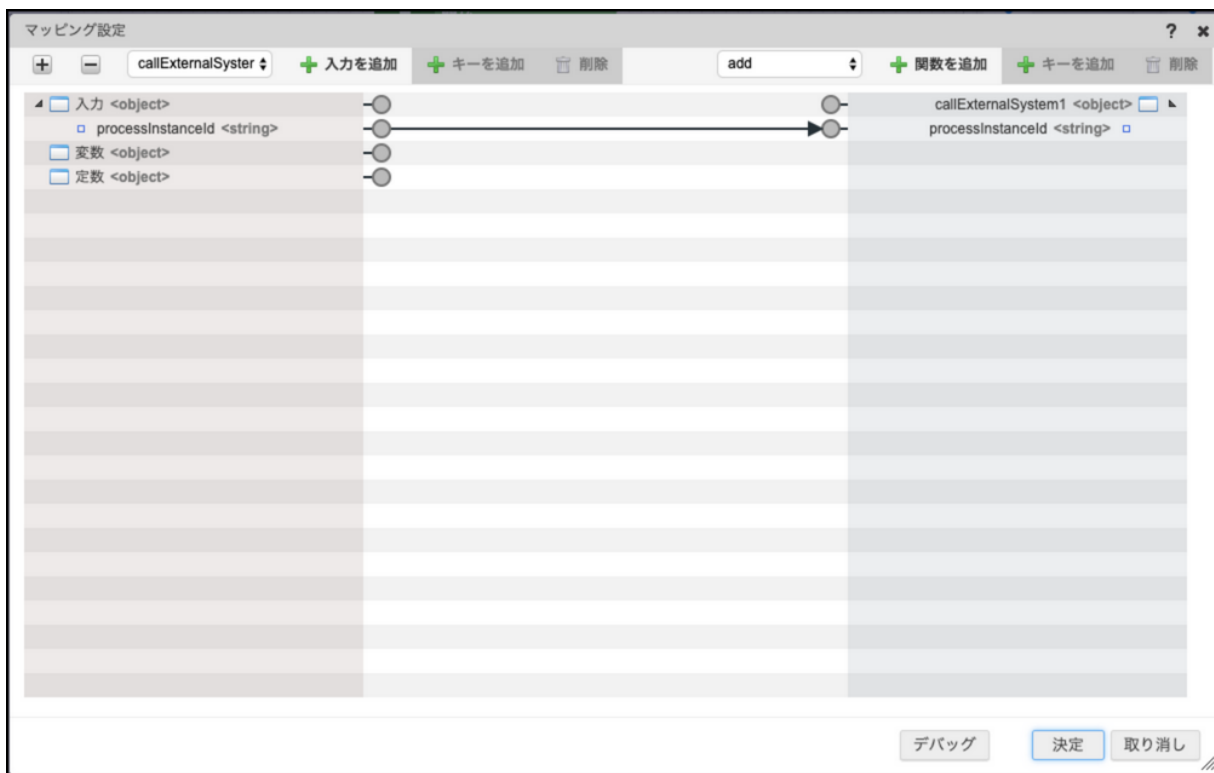 マッピング設定 ? ×
+ − callExternalSyster 入力を追加 キーを追加 削除 add 関数を追加 キーを追加 削除
入力 <object> callExternalSystem1 <object>
processInstanceId <string> processInstanceId <string>
変数 <object>
定数 <object>
デバッグ 決定 取り消し